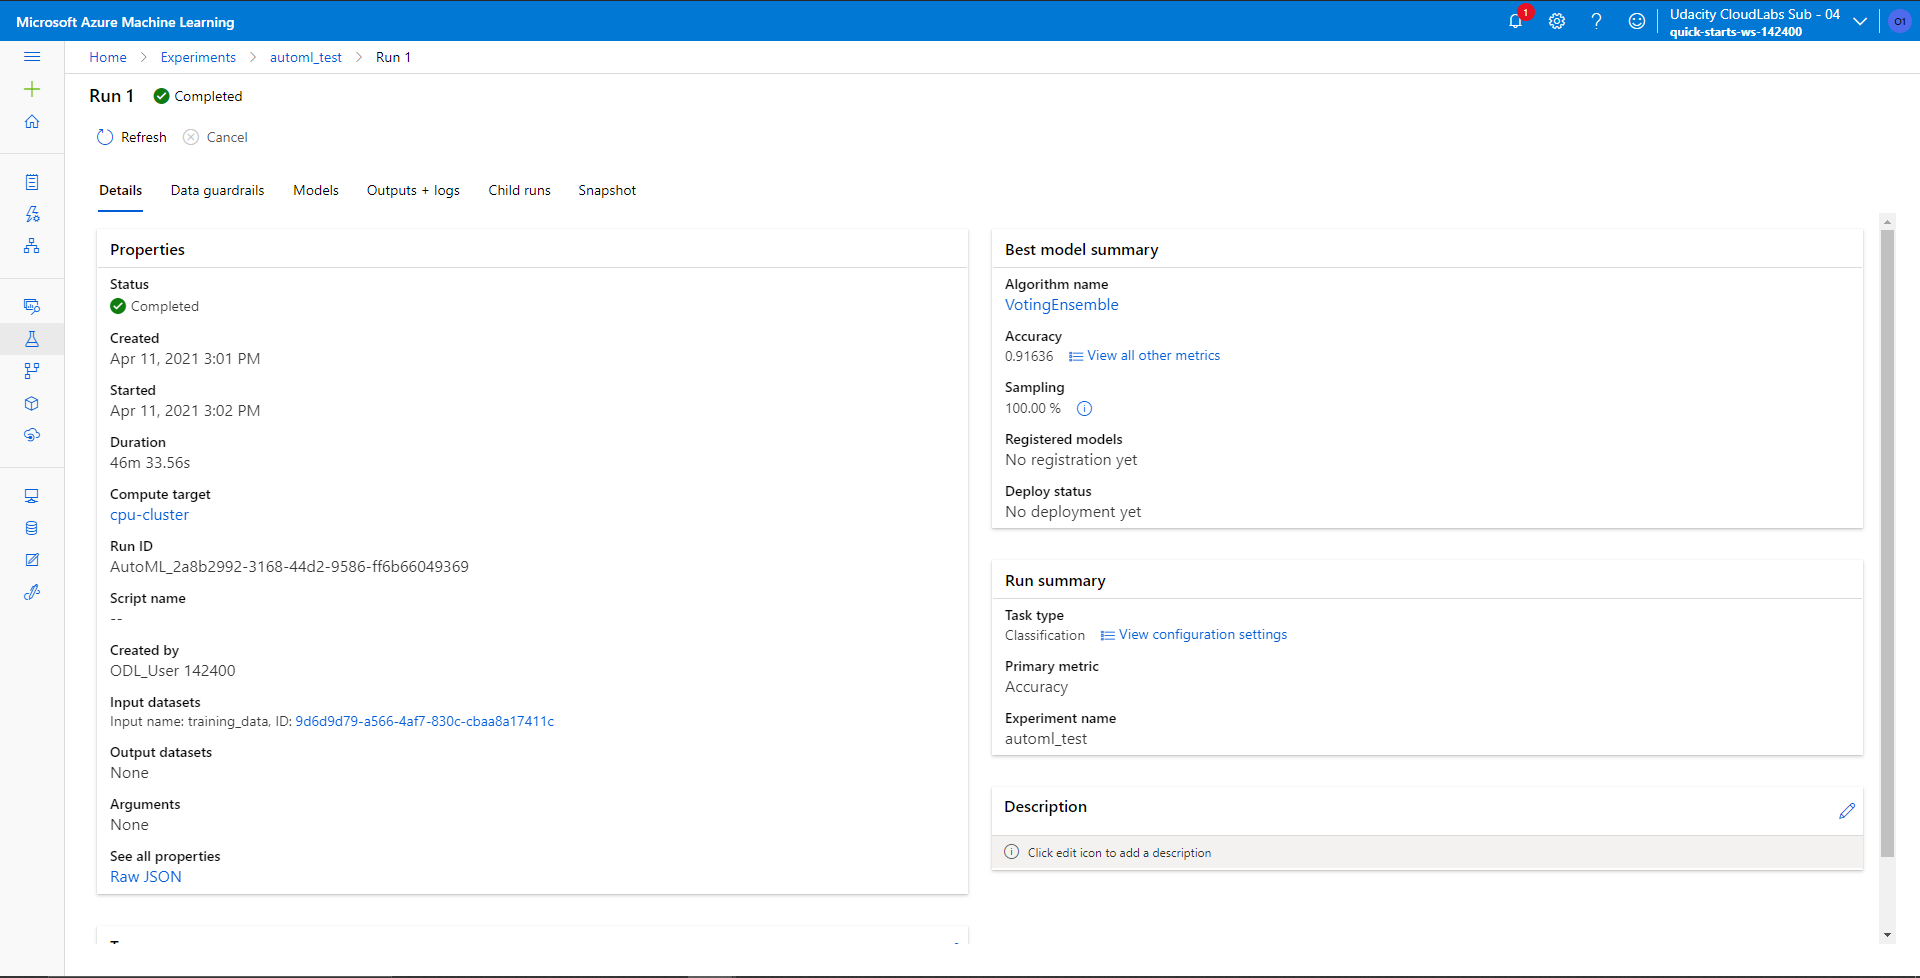 Microsoft Azure Machine Learning
1
Udacity CloudLabs Sub - 04
quick-starts-ws-142400
O1
Home > Experiments > automl_test > Run 1
Run 1 Completed
Refresh Cancel
Details Data guardrails Models Outputs + logs Child runs Snapshot
Properties
Status
Completed
Created
Apr 11, 2021 3:01 PM
Started
Apr 11, 2021 3:02 PM
Duration
46m 33.56s
Compute target
cpu-cluster
Run ID
AutoML_2a8b2992-3168-44d2-9586-ff6b66049369
Script name
--
Created by
ODL_User 142400
Input datasets
Input name: training_data, ID: 9d6d9d79-a566-4af7-830c-cbaa8a17411c
Output datasets
None
Arguments
None
See all properties
Raw JSON
Best model summary
Algorithm name
VotingEnsemble
Accuracy
0.91636 View all other metrics
Sampling
100.00 %
Registered models
No registration yet
Deploy status
No deployment yet
Run summary
Task type
Classification View configuration settings
Primary metric
Accuracy
Experiment name
automl_test
Description
Click edit icon to add a description